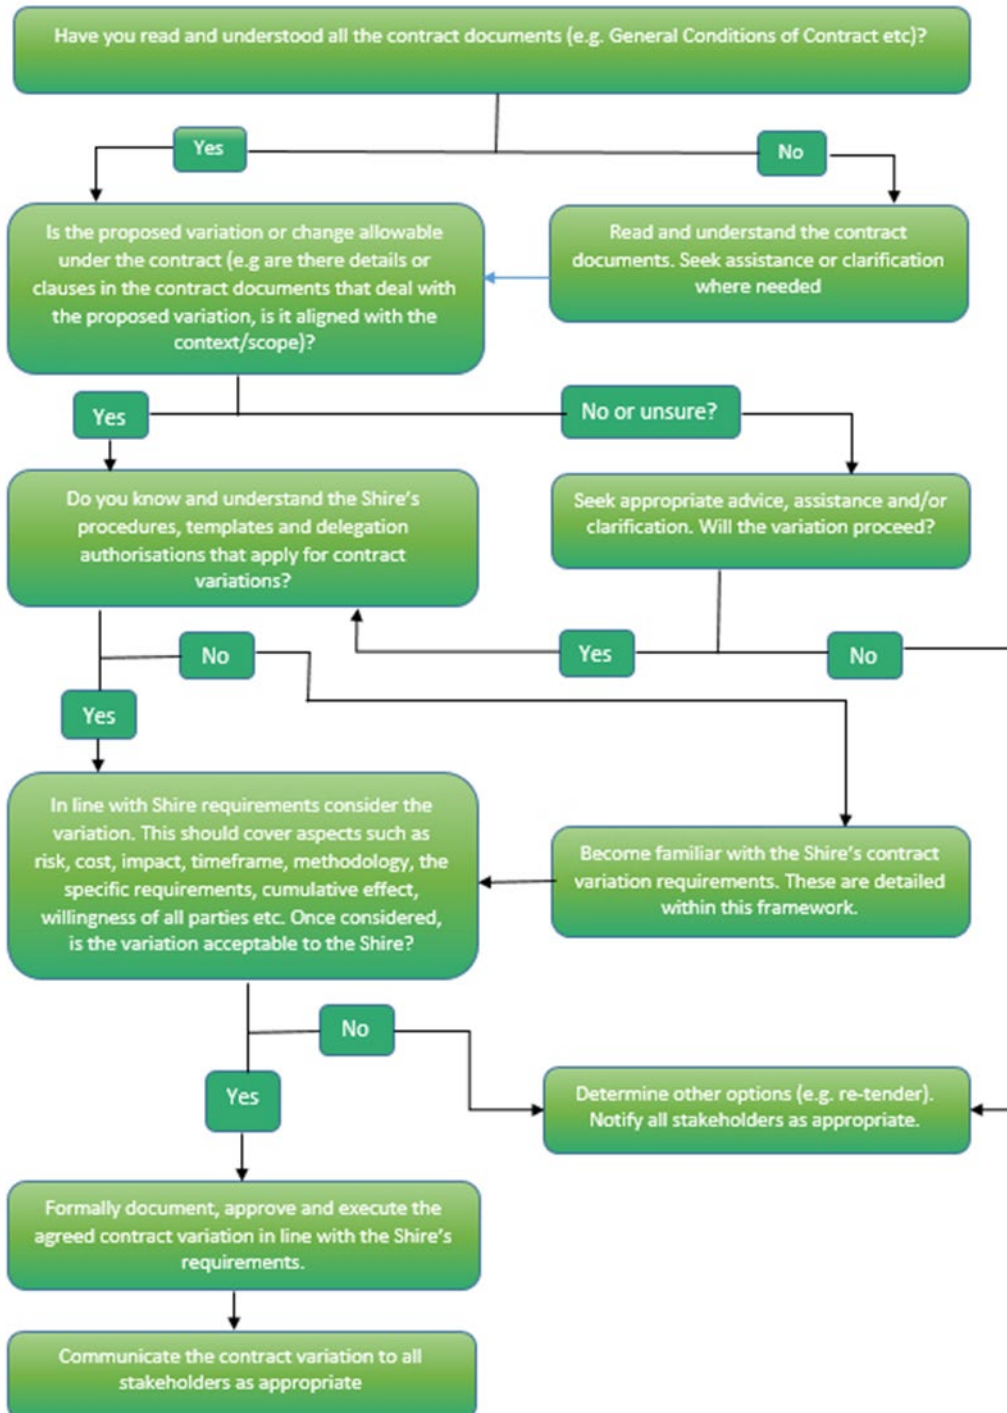 Have you read and understood all the contract documents (e.g. General Conditions of Contract etc)?
Yes
No
Is the proposed variation or change allowable
under the contract (e.g are there details or
clauses in the contract documents that deal with
the proposed variation, is it aligned with the
context/scope)?
Read and understand the contract
documents. Seek assistance or clarification
where needed
Yes
No or unsure?
Do you know and understand the Shire's
procedures, templates and delegation
authorisations that apply for contract
variations?
Seek appropriate advice, assistance and/or
clarification. Will the variation proceed?
No
Yes
No
Yes
In line with Shire requirements consider the
variation. This should cover aspects such as
risk, cost, impact, timeframe, methodology, the
specific requirements, cumulative effect,
willingness of all parties etc. Once considered,
is the variation acceptable to the Shire?
Become familiar with the Shire's contract
variation requirements. These are detailed
within this framework.
No
Yes
Determine other options (e.g. re-tender).
Notify all stakeholders as appropriate.
Formally document, approve and execute the
agreed contract variation in line with the Shire's
requirements.
Communicate the contract variation to all
stakeholders as appropriate